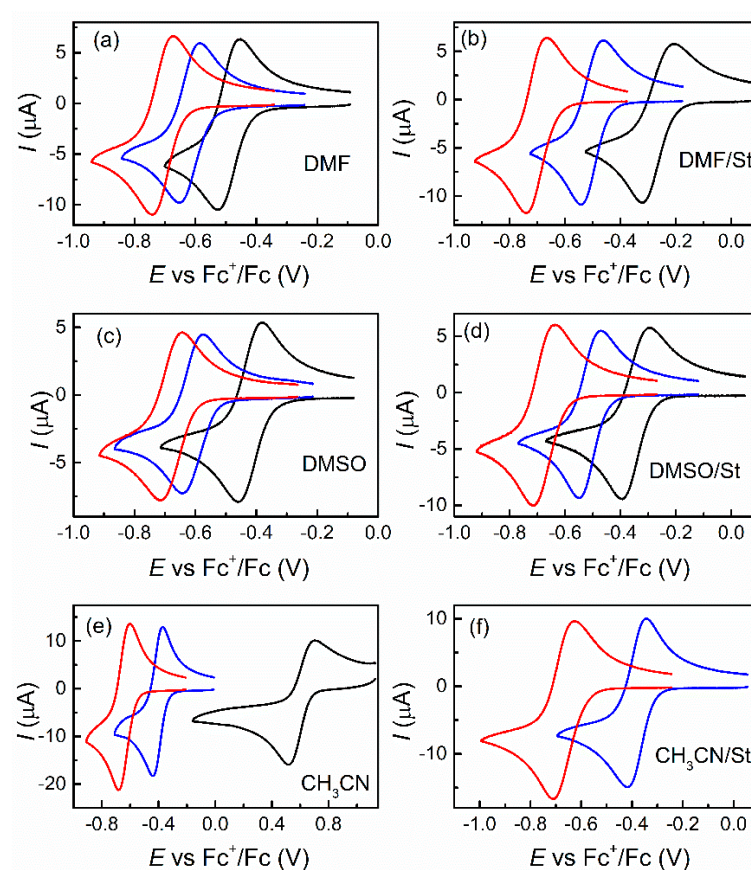 (a)
5
0
-5
-10
I (μA)
DMF
-1.0 -0.8 -0.6 -0.4 -0.2 0.0
E vs Fc⁺/Fc (V)
(b)
5
0
-5
-10
I (μA)
DMF/St
-1.0 -0.8 -0.6 -0.4 -0.2 0.0
E vs Fc⁺/Fc (V)
(c)
5
0
-5
I (μA)
DMSO
-1.0 -0.8 -0.6 -0.4 -0.2 0.0
E vs Fc⁺/Fc (V)
(d)
5
0
-5
-10
I (μA)
DMSO/St
-1.0 -0.8 -0.6 -0.4 -0.2 0.0
E vs Fc⁺/Fc (V)
(e)
10
0
-10
-20
I (μA)
CH₃CN
-0.8 -0.4 0.0 0.4 0.8
E vs Fc⁺/Fc (V)
(f)
10
0
-10
-20
I (μA)
CH₃CN/St
-1.0 -0.8 -0.6 -0.4 -0.2 0.0
E vs Fc⁺/Fc (V)